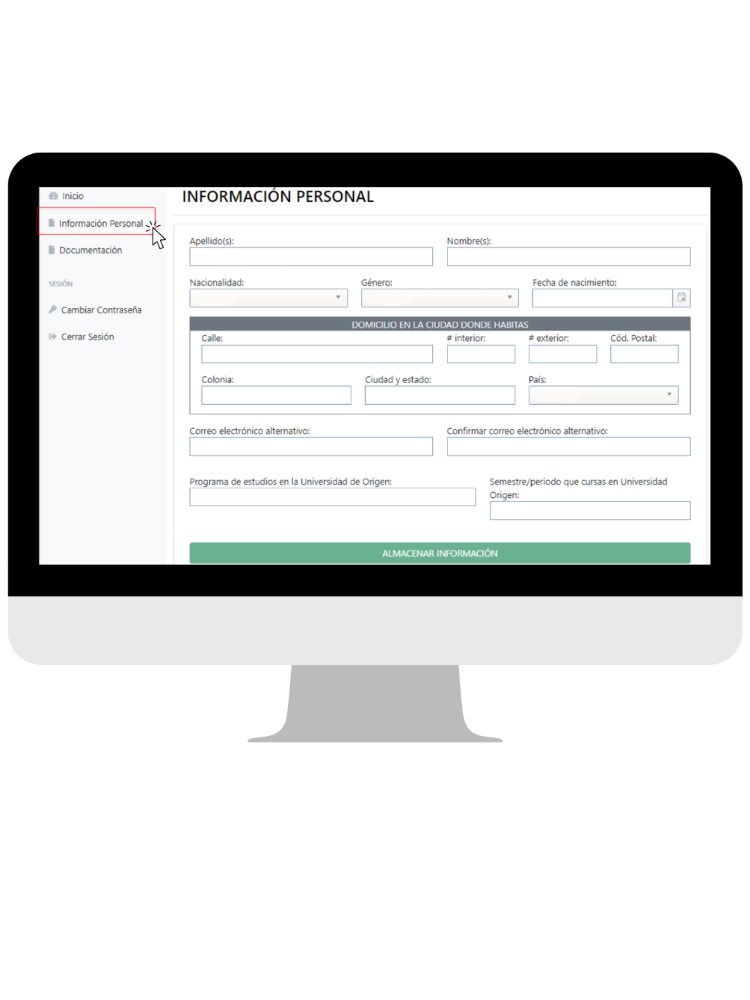 Inicio
Información Personal
Documentación
SESIÓN
Cambiar Contraseña
Cerrar Sesión
INFORMACIÓN PERSONAL
Apellido(s):
Nombre(s):
Nacionalidad:
Género:
Fecha de nacimiento:
DOMICILIO EN LA CIUDAD DONDE HABITAS
Calle:
# interior:
# exterior:
Cód. Postal:
Colonia:
Ciudad y estado:
País:
Correo electrónico alternativo:
Confirmar correo electrónico alternativo:
Programa de estudios en la Universidad de Origen:
Semestre/periodo que cursas en Universidad
Origen:
ALMACENAR INFORMACIÓN